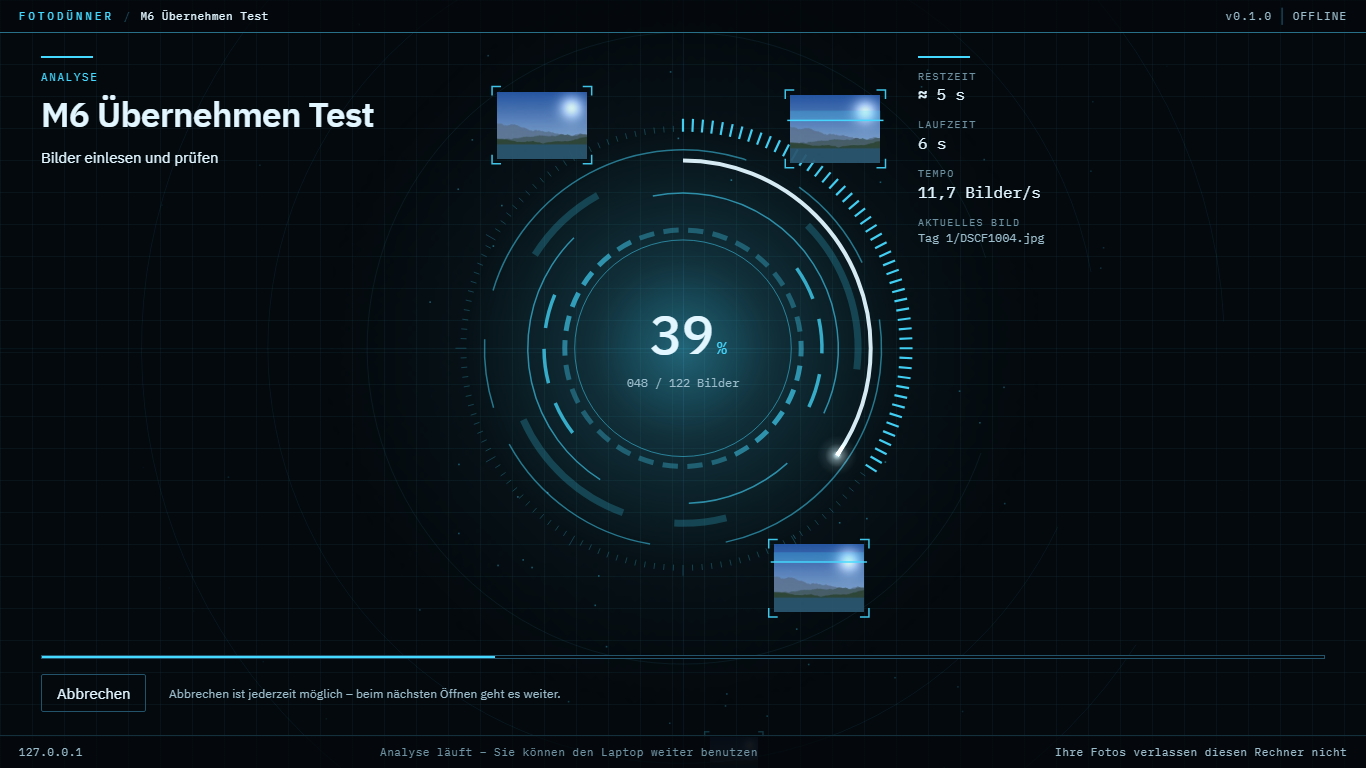 FOTODÜNNER / M6 Übernehmen Test
v0.1.0 | OFFLINE
ANALYSE
M6 Übernehmen Test
Bilder einlesen und prüfen
RESTZEIT
≈ 5 s
LAUFZEIT
6 s
TEMPO
11,7 Bilder/s
AKTUELLES BILD
Tag 1/DSCF1004.jpg
39%
048 / 122 Bilder
Abbrechen
Abbrechen ist jederzeit möglich – beim nächsten Öffnen geht es weiter.
127.0.0.1
Analyse läuft – Sie können den Laptop weiter benutzen
Ihre Fotos verlassen diesen Rechner nicht